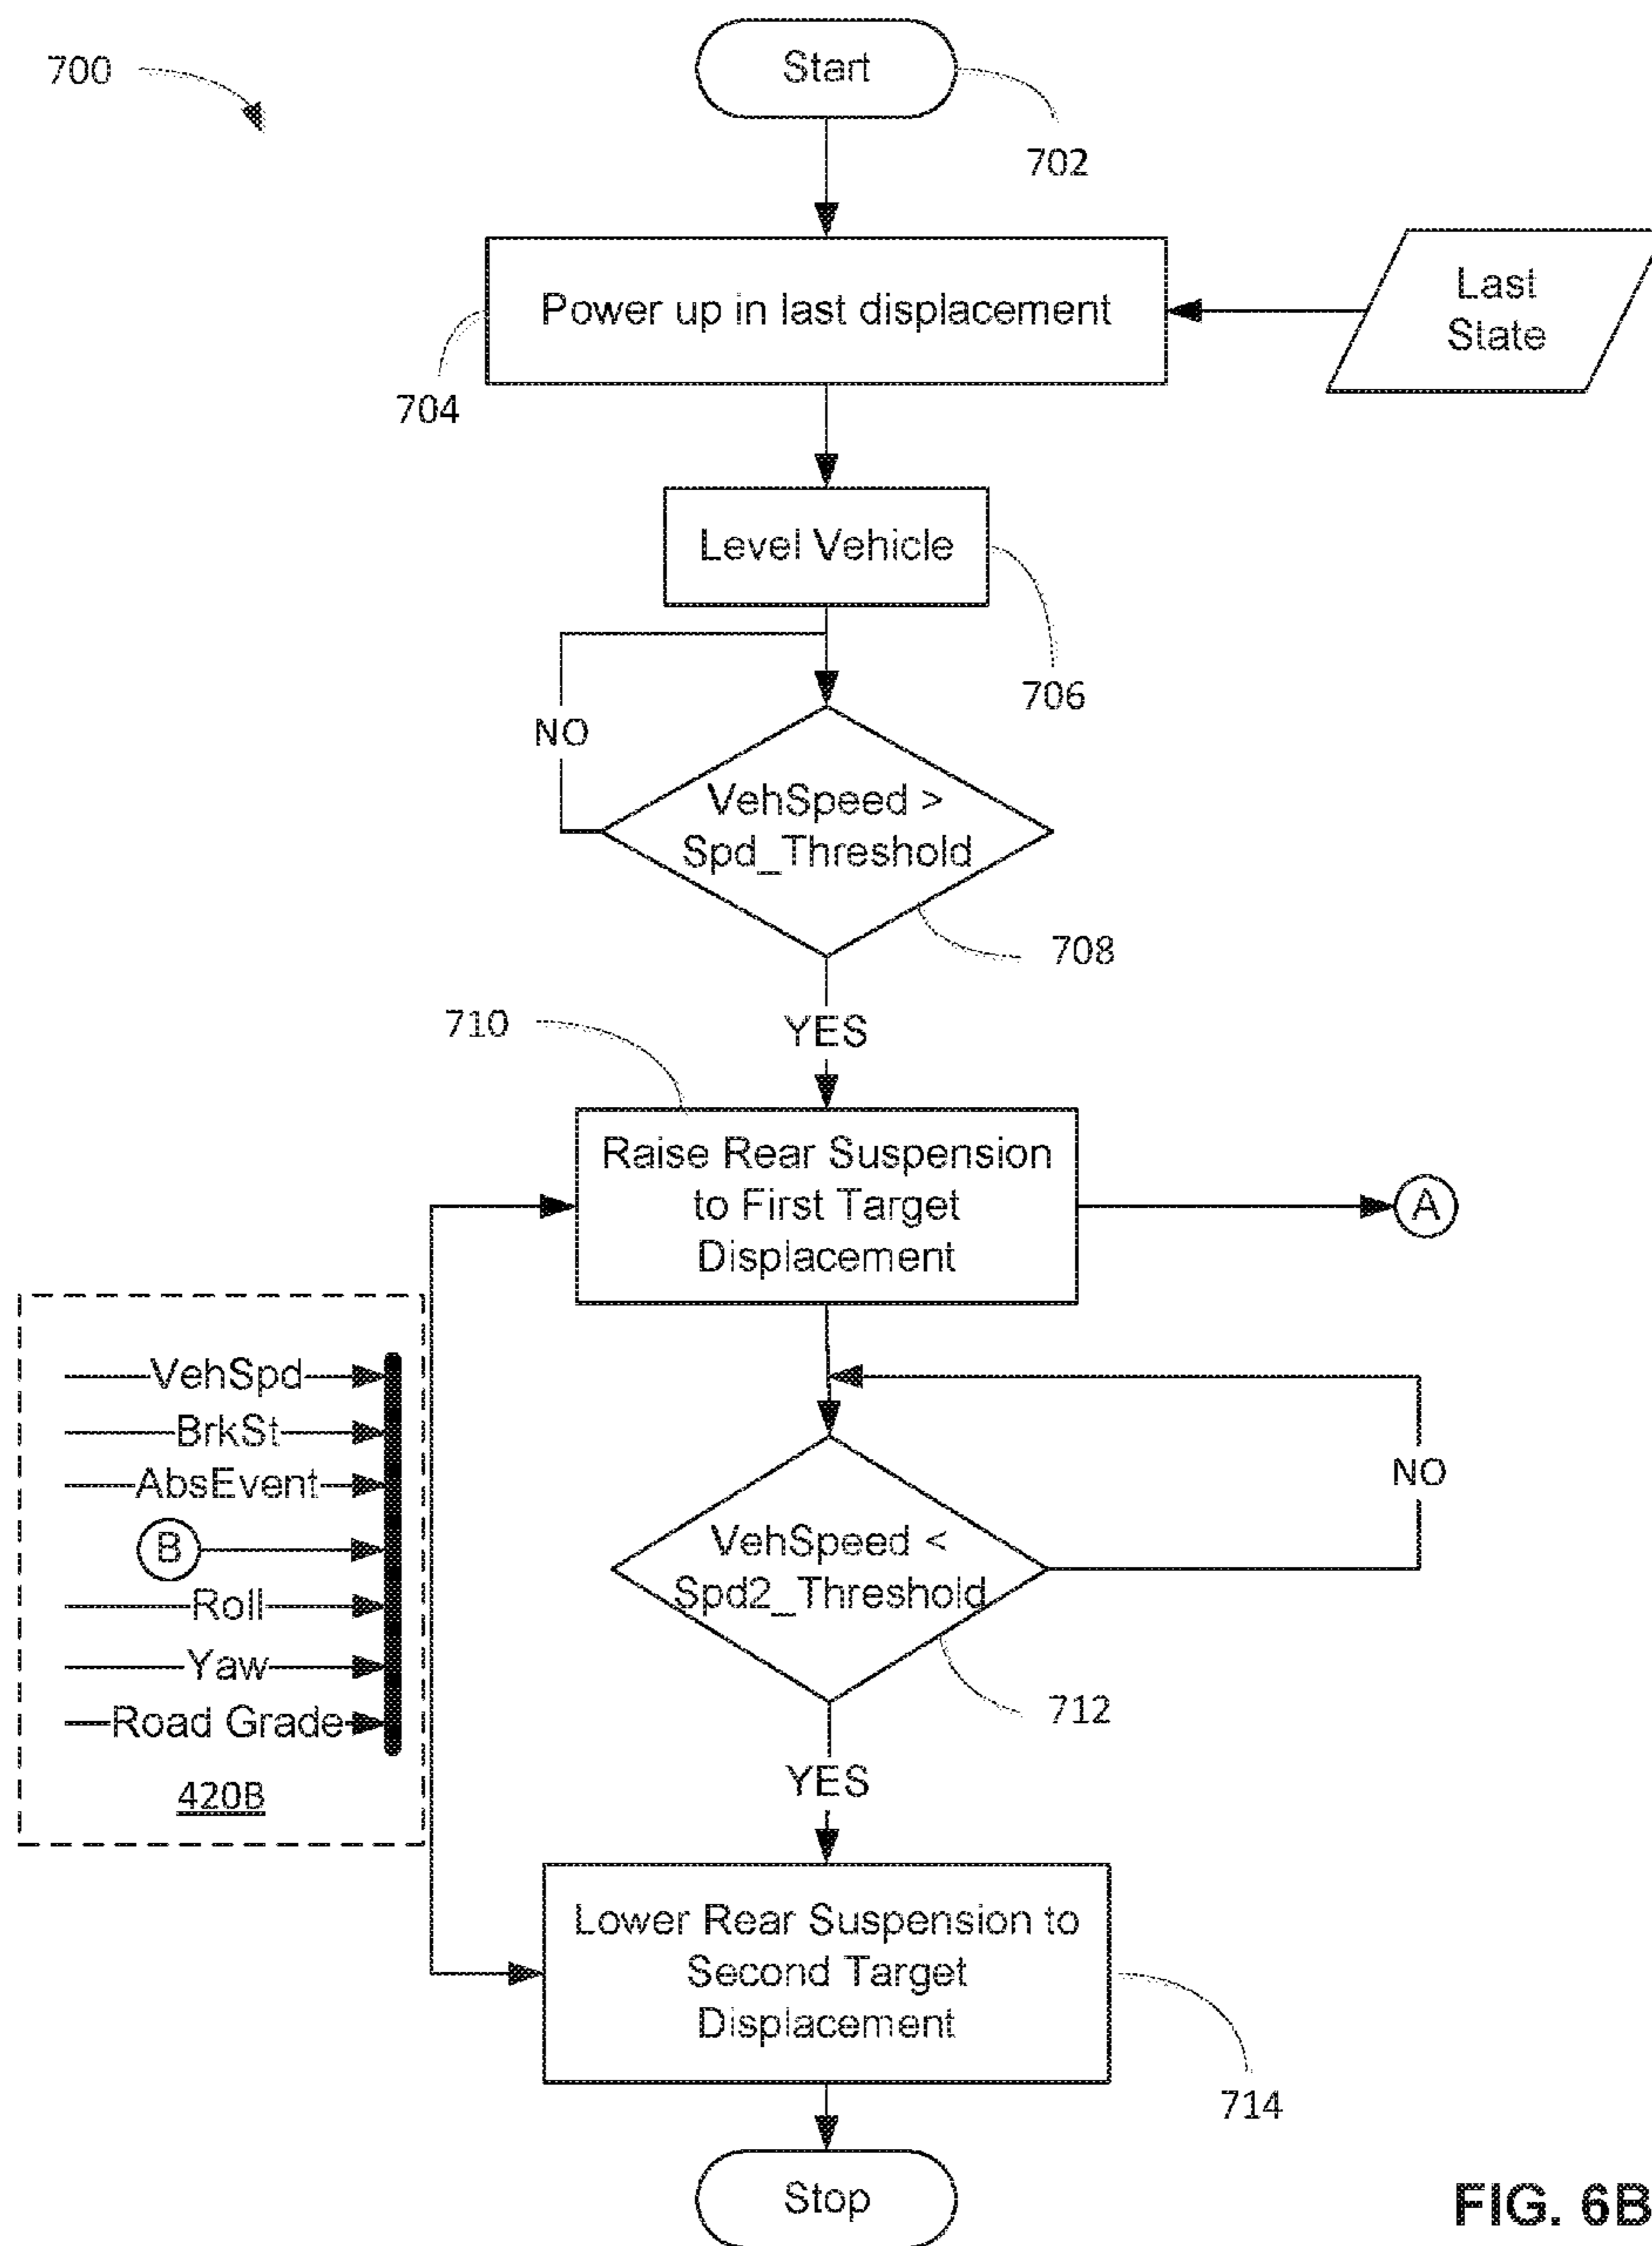 700
Start
702
Power up in last displacement
Last
State
704
Level Vehicle
706
NO
VehSpeed >
Spd_Threshold
708
YES
710
Raise Rear Suspension
to First Target
Displacement
A
VehSpd
BrkSt
AbsEvent
B
Roll
Yaw
Road Grade
420B
NO
VehSpeed <
Spd2_Threshold
712
YES
Lower Rear Suspension to
Second Target
Displacement
714
Stop
FIG. 6B